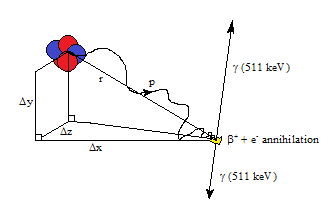 γ (511 keV)
r
p
Δy
Δz
Δx
β⁺ + e⁻ annihilation
γ (511 keV)